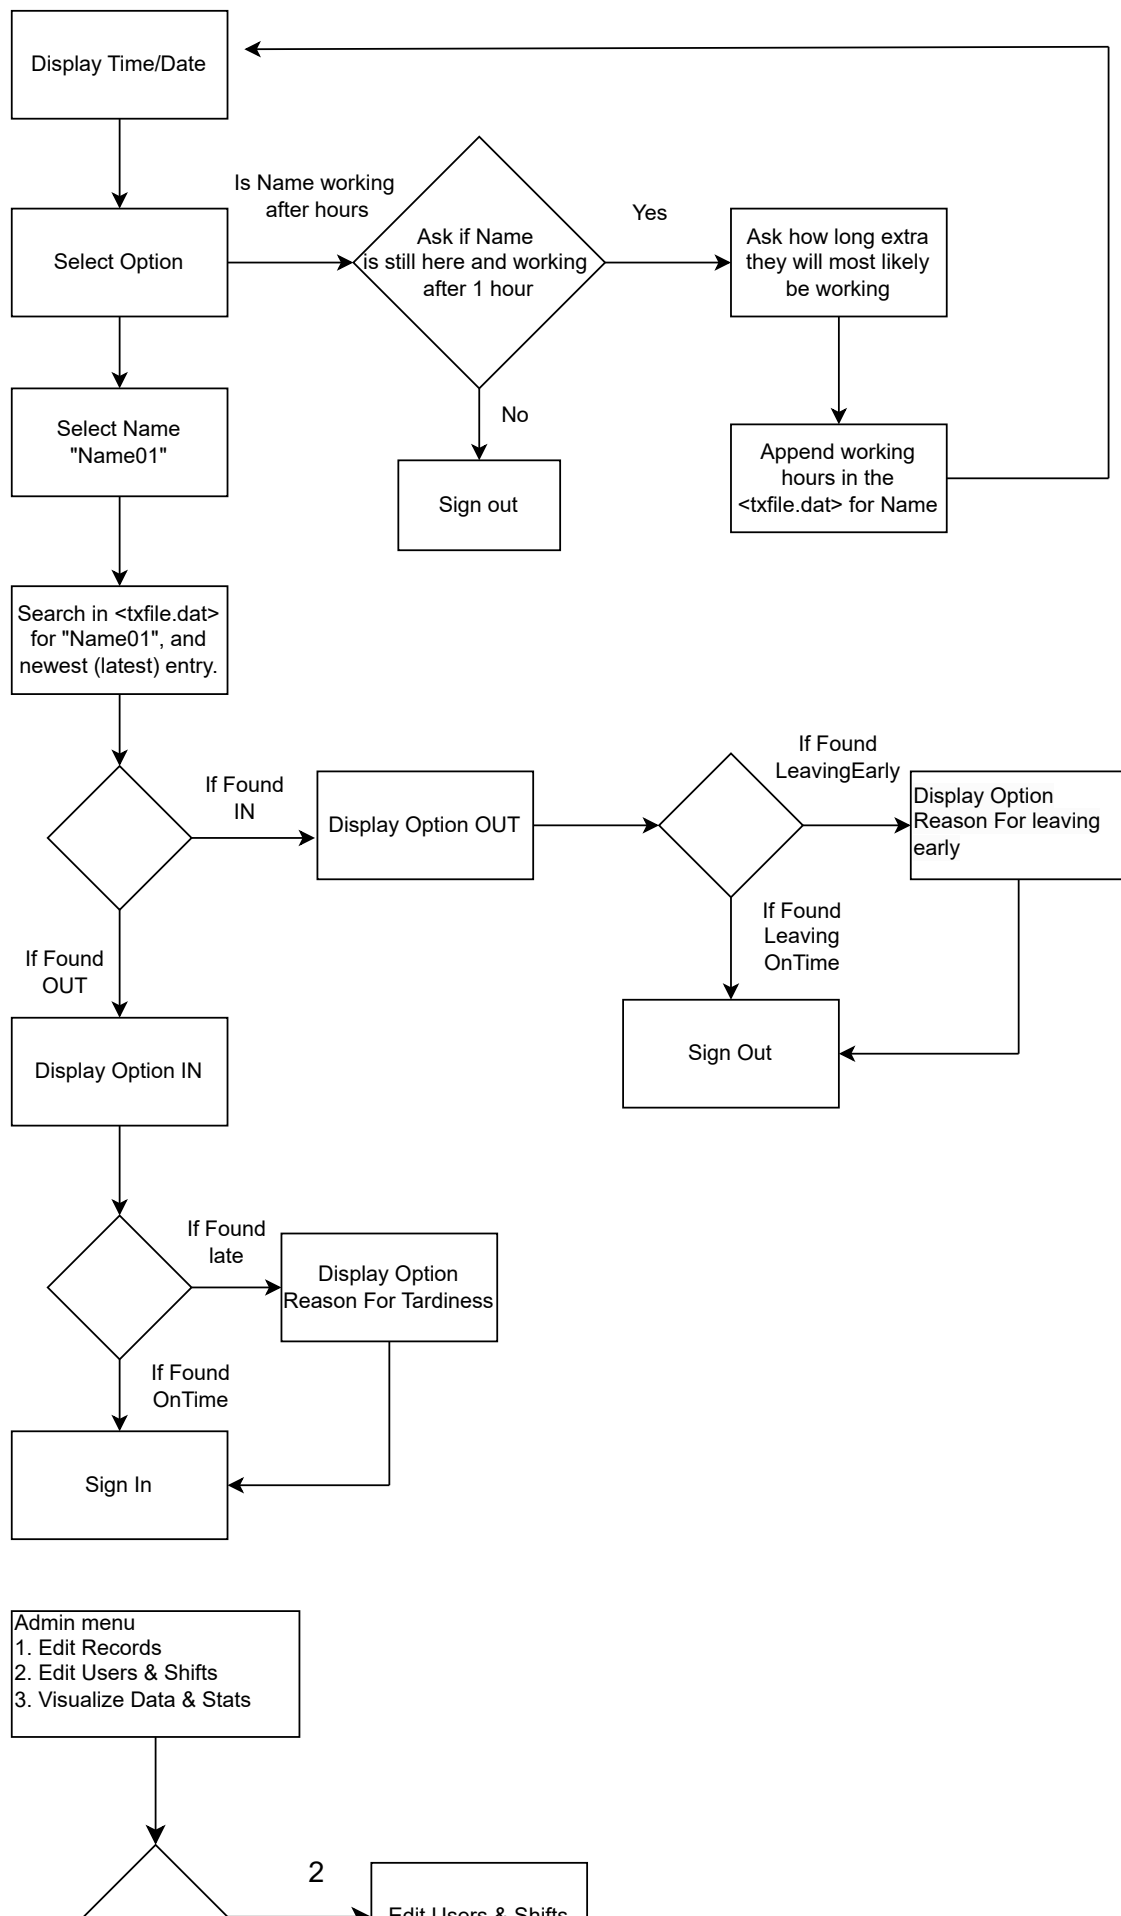 Display Time/Date
Is Name working
after hours
Select Option
Ask if Name
is still here and working
after 1 hour
Yes
Ask how long extra
they will most likely
be working
No
Sign out
Append working
hours in the
<txfile.dat> for Name
Select Name
"Name01"
Search in <txfile.dat>
for "Name01", and
newest (latest) entry.
If Found
IN
Display Option OUT
If Found
LeavingEarly
Display Option
Reason For leaving
early
If Found
Leaving
OnTime
Sign Out
If Found
OUT
Display Option IN
If Found
late
Display Option
Reason For Tardiness
If Found
OnTime
Sign In
Admin menu
1. Edit Records
2. Edit Users & Shifts
3. Visualize Data & Stats
2
Edit Users & Shifts